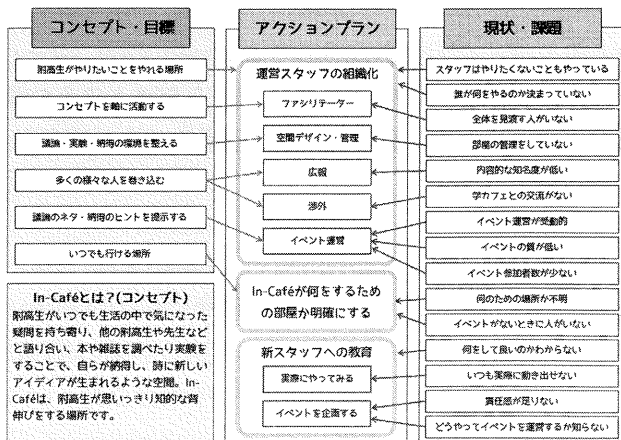 コンセプト・目標
附高生がやりたいことをやれる場所
コンセプトを軸に活動する
議論・実験・納得の環境を整える
多くの様々な人を巻き込む
議論のネタ・納得のヒントを提示する
いつでも行ける場所
In-Caféとは？(コンセプト)
附高生がいつでも生活の中で気になった
疑問を持ち寄り、他の附高生や先生など
と語り合い、本や雑誌を調べたり実験を
することで、自らが納得し、時に新しい
アイディアが生まれるような空間。In-
Caféは、附高生が思いっきり知的な背
伸びをする場所です。
アクションプラン
運営スタッフの組織化
ファシリテーター
空間デザイン・管理
広報
渉外
イベント運営
In-Caféが何をするため
の部屋か明確にする
新スタッフへの教育
実際にやってみる
イベントを企画する
現状・課題
スタッフはやりたくないこともやっている
誰が何をやるのか決まっていない
全体を見渡す人がいない
部屋の管理をしていない
内容的な知名度が低い
学カフェとの交流がない
イベント運営が受動的
イベントの質が低い
イベント参加者数が少ない
何のための場所か不明
イベントがないときに人がいない
何をして良いのかわからない
いつも実際に動き出せない
責任感が足りない
どうやってイベントを運営するか知らない